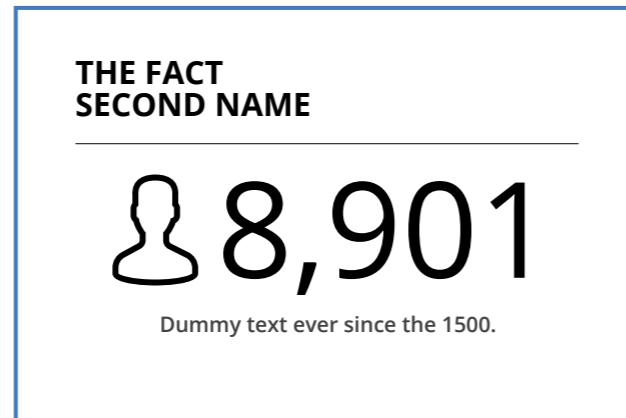 THE FACT
SECOND NAME
8,901
Dummy text ever since the 1500.